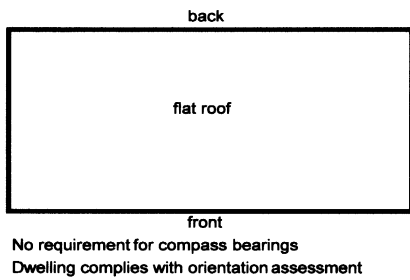 back
flat roof
front
No requirement for compass bearings
Dwelling complies with orientation assessment